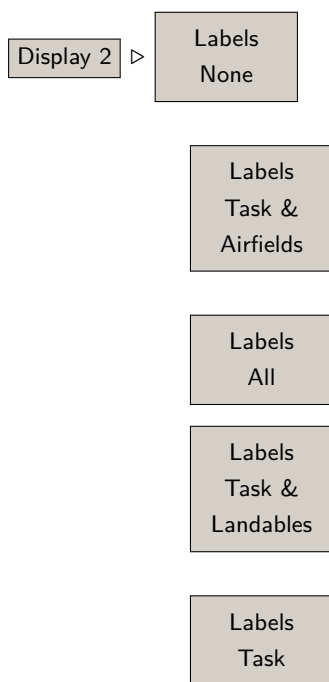 Display 2 ▷ Labels
None
Labels
Task &
Airfields
Labels
All
Labels
Task &
Landables
Labels
Task